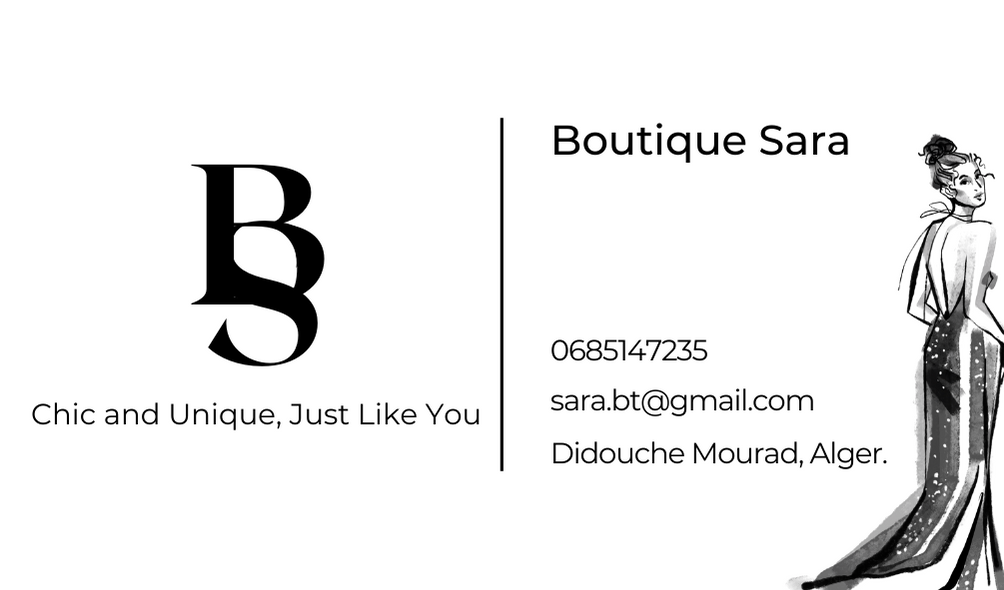 BS
Chic and Unique, Just Like You
Boutique Sara
0685147235
sara.bt@gmail.com
Didouche Mourad, Alger.